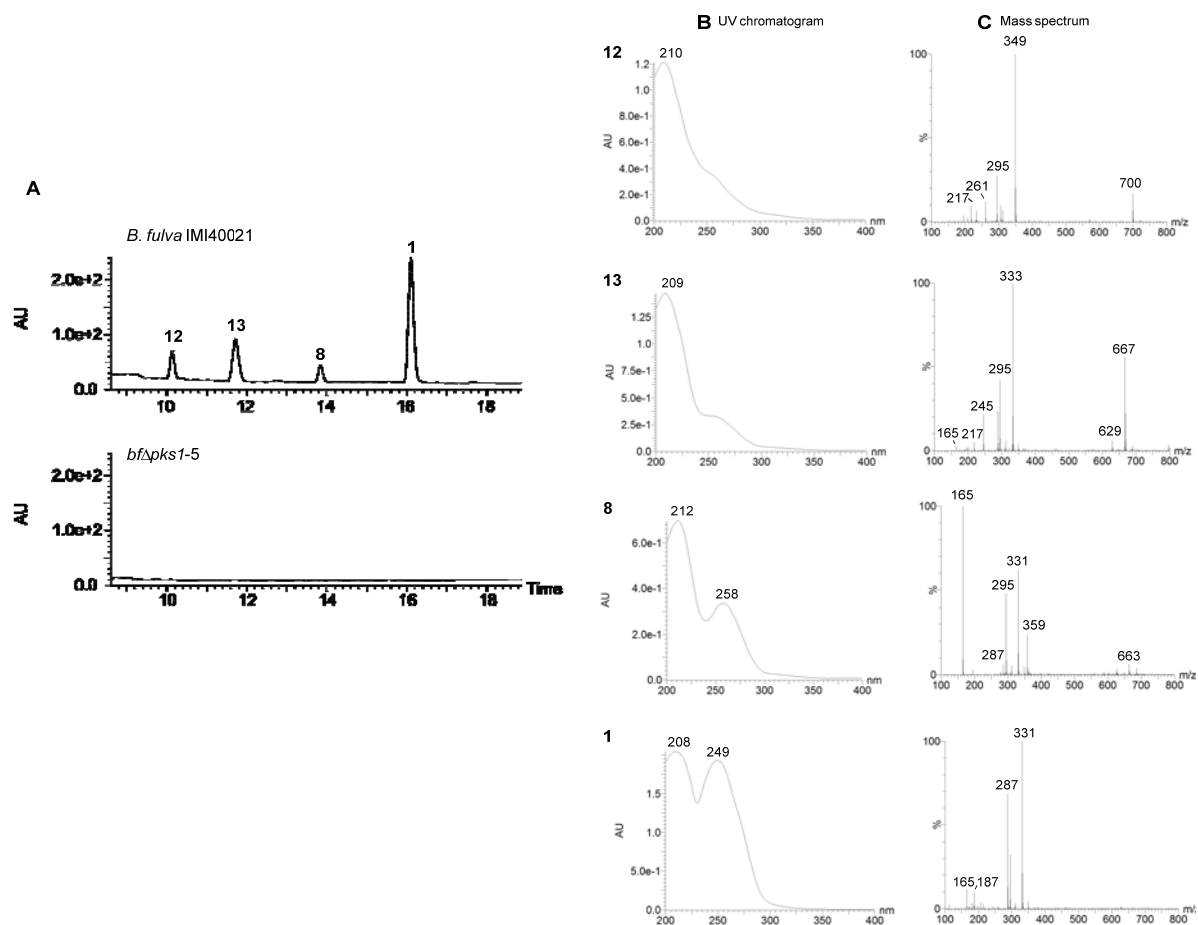 A
B. fulva IMI40021
AU
2.0e+2
1.0e+2
0.0
12
13
8
1
10
12
14
16
18
bfΔpks1-5
AU
2.0e+2
1.0e+2
0.0
10
12
14
16
18
Time
B UV chromatogram
C Mass spectrum
12
210
AU
1.2
1.0
8.0e-1
6.0e-1
4.0e-1
2.0e-1
0.0
200 250 300 350 400
nm
349
100
%
0
295
261
217
700
100 200 300 400 500 600 700 800
m/z
13
209
AU
1.25
1.0
7.5e-1
5.0e-1
2.5e-1
0.0
200 250 300 350 400
nm
333
100
%
0
667
295
245
165
217
629
100 200 300 400 500 600 700 800
m/z
8
212
258
AU
6.0e-1
4.0e-1
2.0e-1
0.0
200 250 300 350 400
nm
165
100
%
0
331
295
359
287
663
100 200 300 400 500 600 700 800
m/z
1
208
249
AU
1.5
1.0
5.0e-1
0.0
200 250 300 350 400
nm
331
100
%
0
287
165,187
100 200 300 400 500 600 700 800
m/z